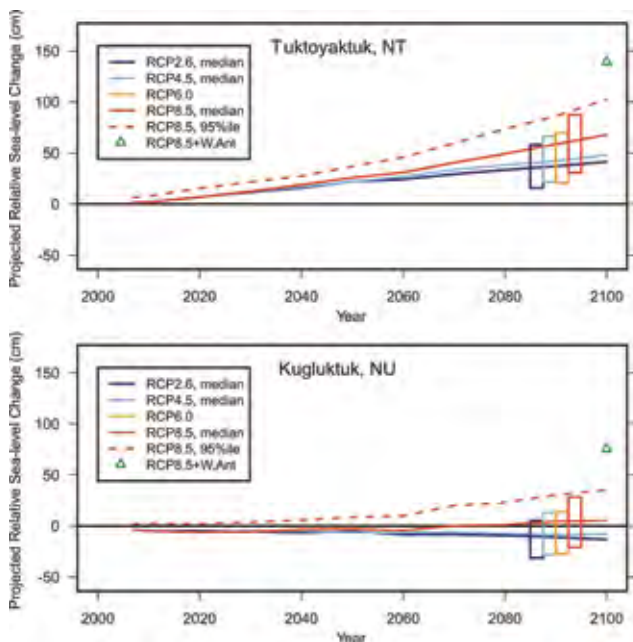 Tuktoyaktuk, NT
Projected Relative Sea-level Change (cm)
150
100
50
0
-50
RCP2.6, median
RCP4.5, median
RCP6.0
RCP8.5, median
RCP8.5, 95%ile
RCP8.5+W.Ant
2000
2020
2040
2060
2080
2100
Year
Kugluktuk, NU
Projected Relative Sea-level Change (cm)
150
100
50
0
-50
RCP2.6, median
RCP4.5, median
RCP6.0
RCP8.5, median
RCP8.5, 95%ile
RCP8.5+W.Ant
2000
2020
2040
2060
2080
2100
Year